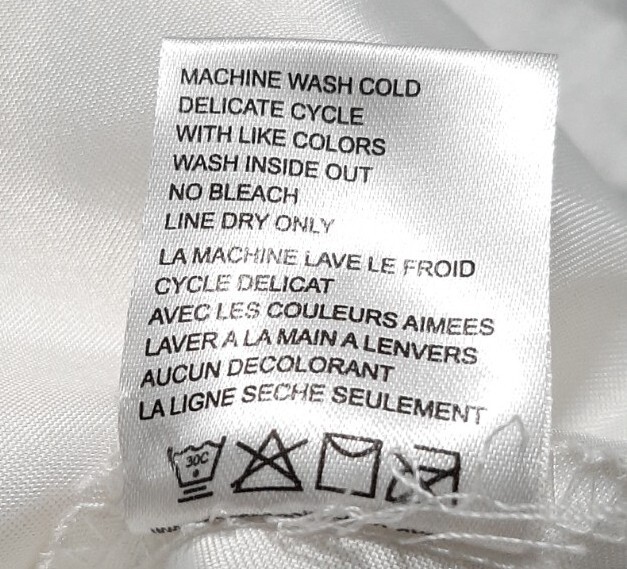 MACHINE WASH COLD
DELICATE CYCLE
WITH LIKE COLORS
WASH INSIDE OUT
NO BLEACH
LINE DRY ONLY
LA MACHINE LAVE LE FROID
CYCLE DELICAT
AVEC LES COULEURS AIMEES
LAVER A LA MAIN A LENVERS
AUCUN DECOLORANT
LA LIGNE SECHE SEULEMENT
30C